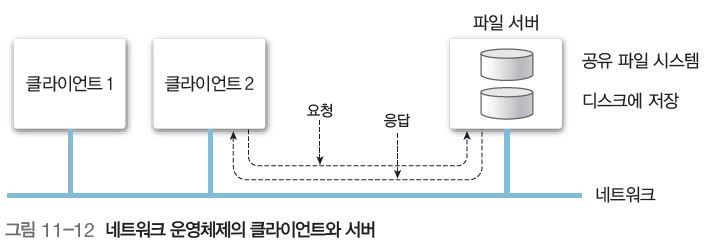 파일 서버
클라이언트 1
클라이언트 2
공유 파일 시스템
디스크에 저장
요청
응답
네트워크
그림 11-12 네트워크 운영체제의 클라이언트와 서버